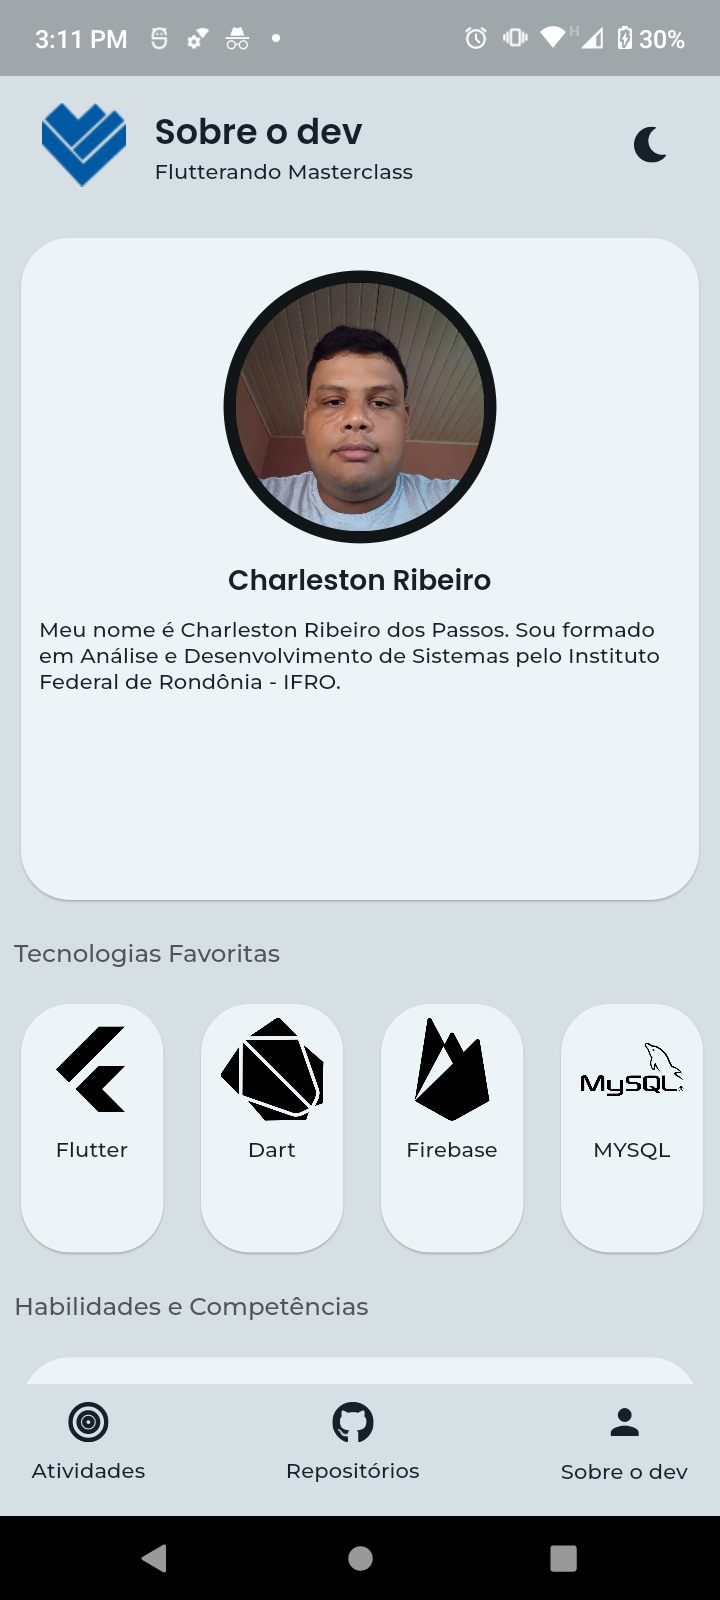 3:11 PM
H
30%
Sobre o dev
Flutterando Masterclass
Charleston Ribeiro
Meu nome é Charleston Ribeiro dos Passos. Sou formado
em Análise e Desenvolvimento de Sistemas pelo Instituto
Federal de Rondônia - IFRO.
Tecnologias Favoritas
MySQL
Flutter
Dart
Firebase
MYSQL
Habilidades e Competências
Atividades
Repositórios
Sobre o dev